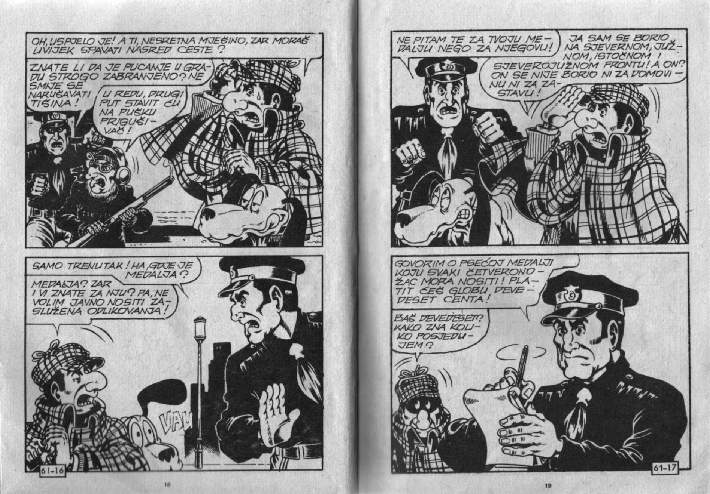 OH, USPJELO JE! A TI, NESRETNA MJEŠINO, ZAR MORAŠ
UVIJEK SPAVATI NASRED CESTE?
ZNATE LI DA JE PUCANJE U GRA-
DU STROGO ZABRANJENO? NE
SMIJE SE
NARUŠAVATI
TIŠINA!
U REDU, DRUGI
PUT STAVIT ĆU
NA PUŠKU
PRIGUŠI-
VAČ!
SAMO TRENUTAK! HA, GDJE JE
MEDALJA?
MEDALJA? ZAR
I VI ZNATE ZA NJU? PA, NE
VOLIM JAVNO NOSITI ZA-
SLUŽENA ODLIKOVANJA!
VAU
61-16
18
NE PITAM TE ZA TVOJU ME-
DALJU NEGO ZA NJEGOVU!
JA SAM SE BORIO
NA SJEVERNOM, JUŽ-
NOM, ISTOČNOM I
SJEVEROJUŽNOM FRONTU! A ON?
ON SE NIJE BORIO NI ZA DOMOVI-
NU NI ZA ZA-
STAVU!
GOVORIM O PSEĆOJ MEDALJI
KOJU SVAKI ČETVERONO-
ŽAC MORA NOSITI! PLA-
TIT ĆEŠ GLOBU, DEVE-
DESET CENTA!
BAŠ DEVEDESET?
KAKO ZNA KOLI-
KO POSJEDU-
JEM?
61-17
19